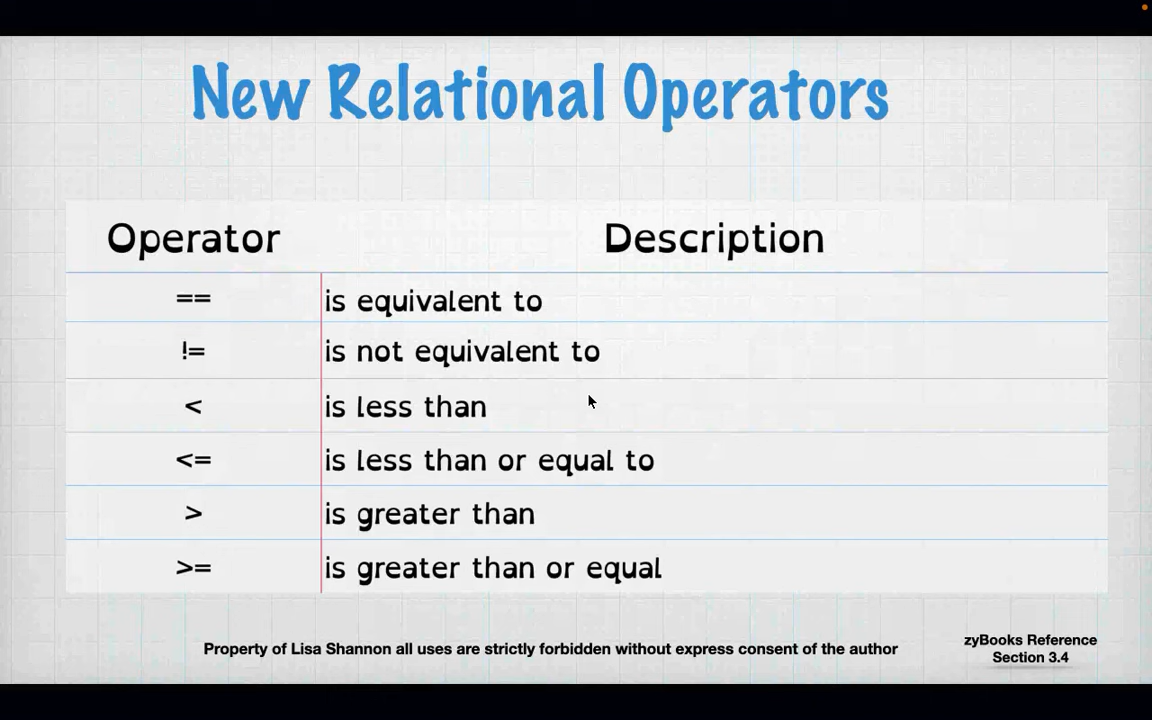 New Relational Operators
Operator Description
== is equivalent to
!= is not equivalent to
< is less than
<= is less than or equal to
> is greater than
>= is greater than or equal
Property of Lisa Shannon all uses are strictly forbidden without express consent of the author
zyBooks Reference
Section 3.4